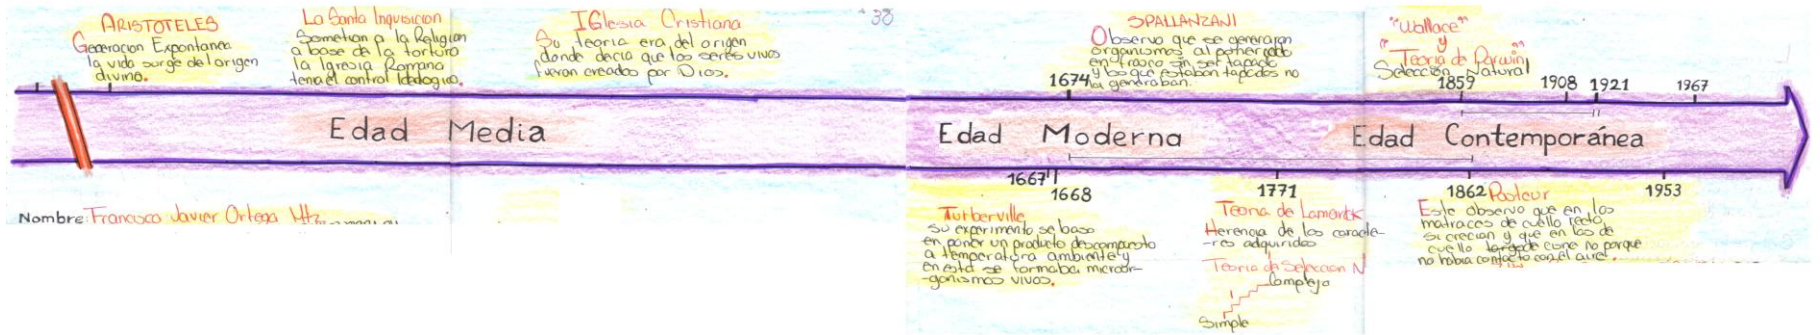 ARISTOTELES
Generacion Expontanea
la vida surge del origen
divino.
La Santa Inquisicion
Sometian a la Religion
a base de la tortura
la Iglesia Romana
tena el control Idologico.
IGlesia Cristiana
Su teoria era del origen
donde decia que los seres vivos
fueron creados por Dios.
30
SPALLANZANI
Observo que se generaron
organismos al poner caldo
en frasco sin ser tapado
y los que estaban tapados no
la generaban.
"Wallace"
y
"Teoria de Darwin"
Selección Natural
1674
1859
1908
1921
1967
Edad Media
Edad Moderna
Edad Contemporánea
1667
1668
1771
1862
1953
Nombre: Francisco Javier Ortega
Turberville
su experimento se baso
en poner un producto descompuesto
a temperatura ambiente y
en esta se formaba microor-
-ganismos vivos.
Teoria de Lamarck
Herencia de los caracte-
-res adquiridos
Teoria de Seleccion N
Complejo
Simple
Pasteur
Este observo que en los
matraces de cuello recto
si crecian y que en los de
cuello cisne no porque
no habia contacto con el aire.